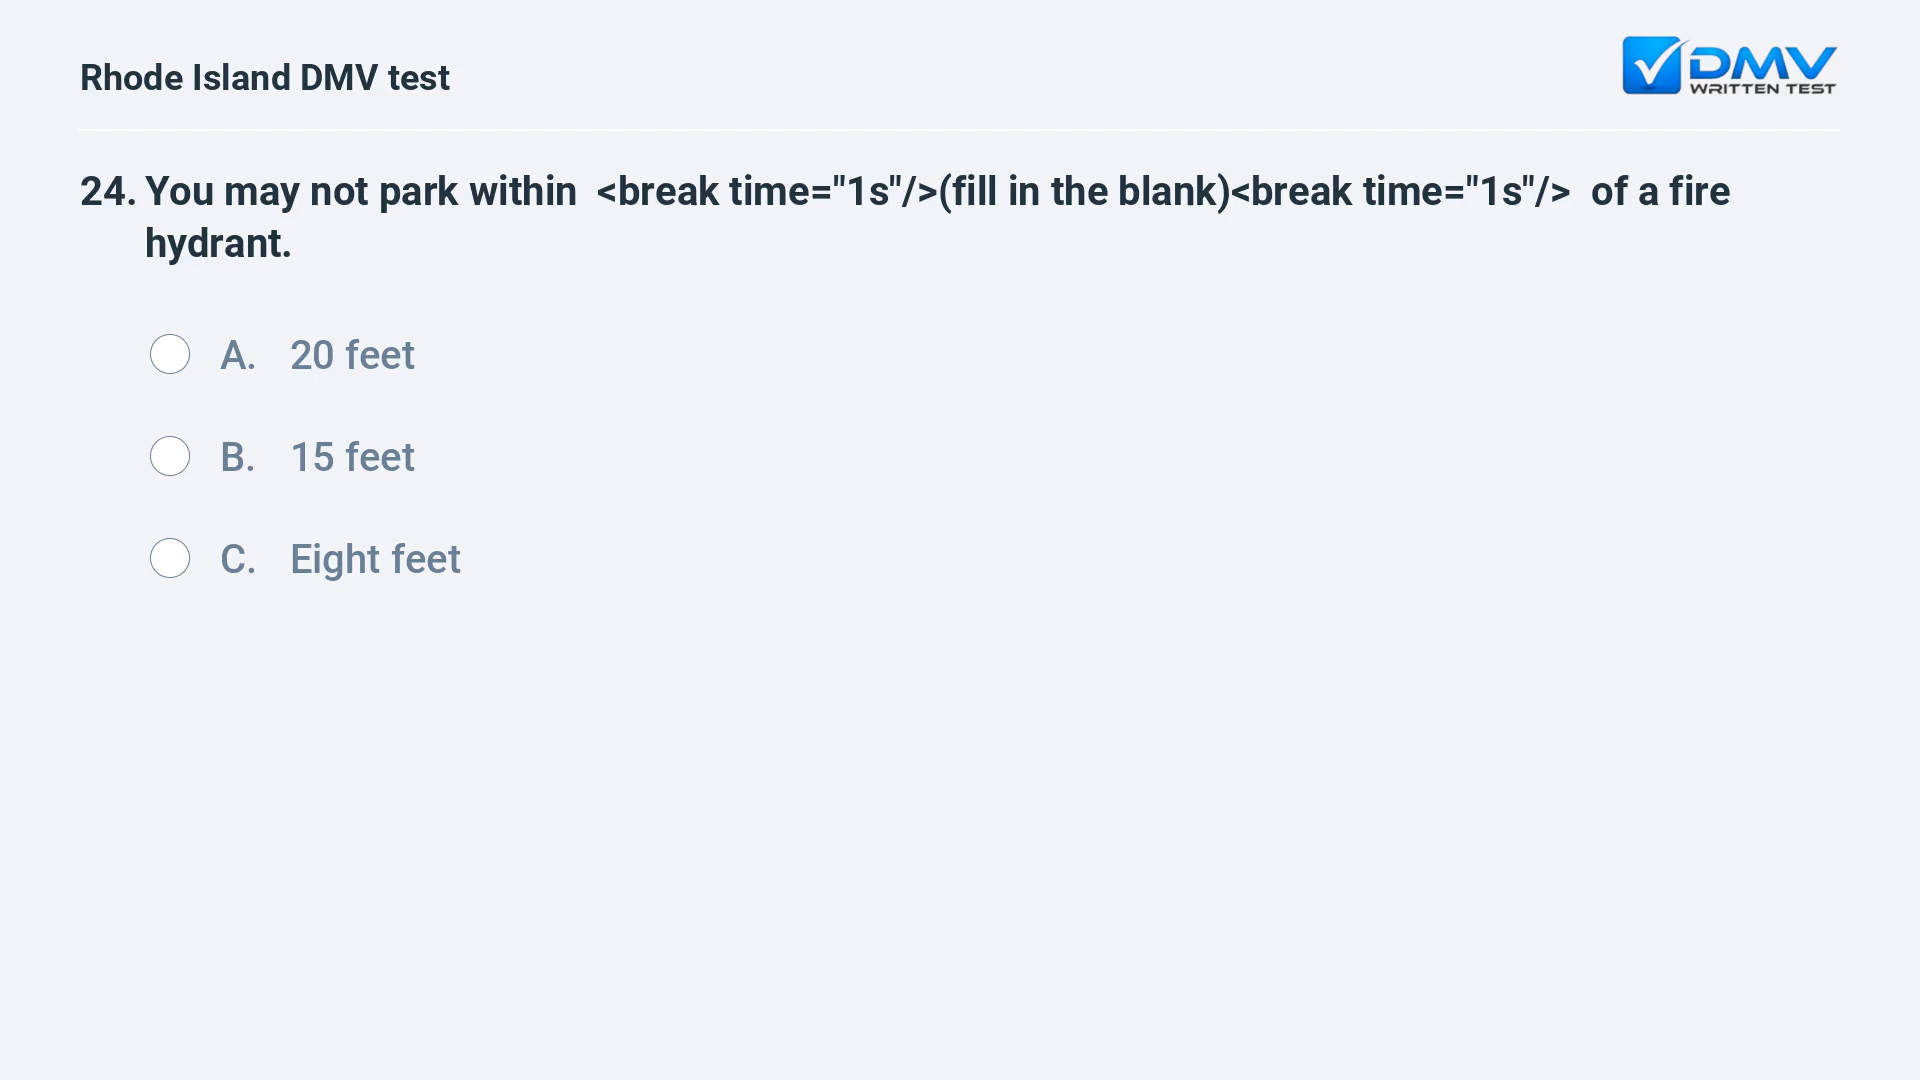 Rhode Island DMV test
DMV
WRITTEN TEST
24. You may not park within  <break time="1s"/>(fill in the blank)<break time="1s"/>  of a fire
hydrant.
A. 20 feet
B. 15 feet
C. Eight feet